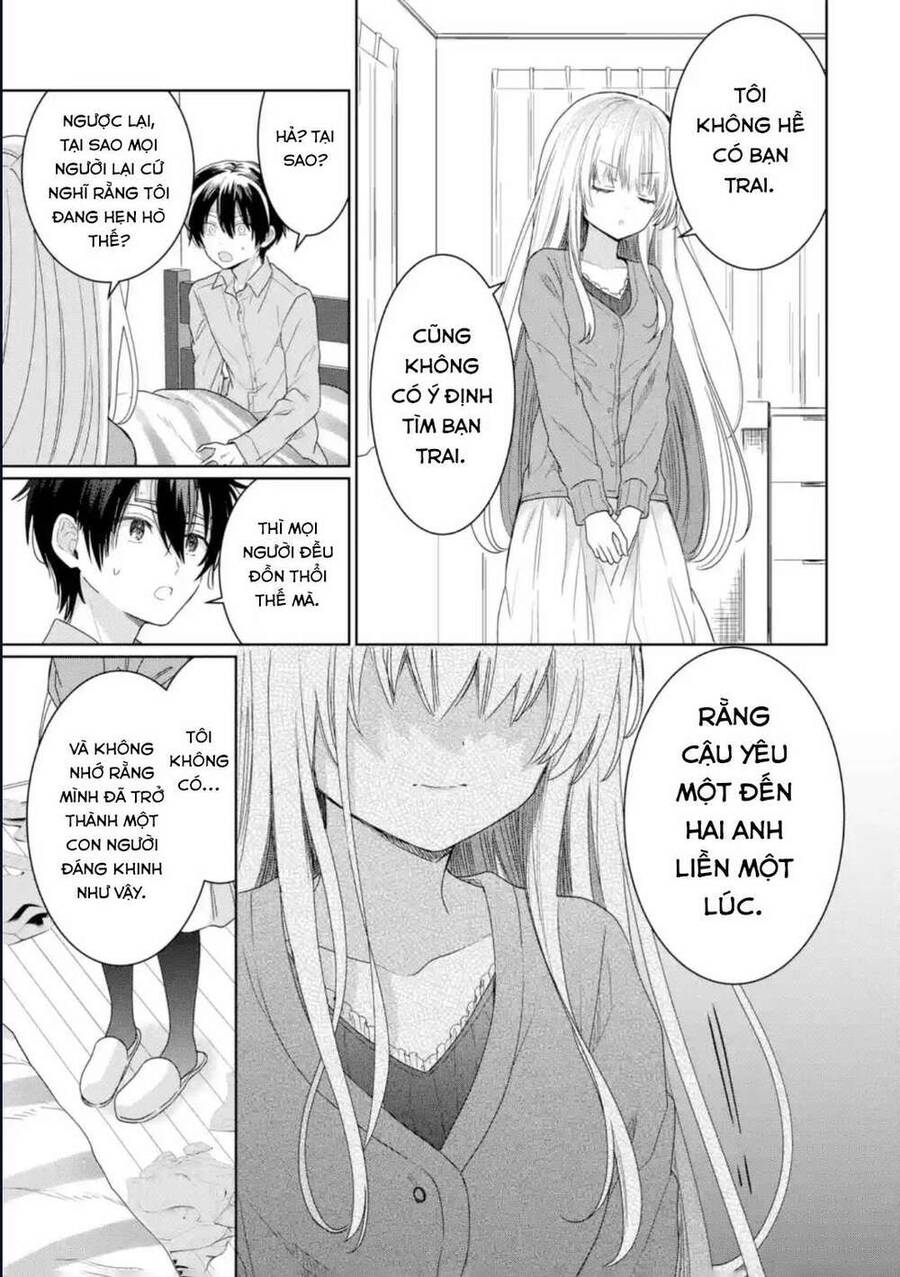 TÔI
KHÔNG HỀ
CÓ BẠN
TRAI.
CŨNG
KHÔNG
CÓ Ý ĐỊNH
TÌM BẠN
TRAI.
HẢ? TẠI
SAO?
NGƯỢC LẠI,
TẠI SAO MỌI
NGƯỜI LẠI CỨ
NGHĨ RẰNG TÔI
ĐANG HẸN HÒ
THẾ?
THÌ MỌI
NGƯỜI ĐỀU
ĐỒN THỔI
THẾ MÀ.
RẰNG
CẬU YÊU
MỘT ĐẾN
HAI ANH
LIỀN MỘT
LÚC.
TÔI
KHÔNG
CÓ...
VÀ KHÔNG
NHỚ RẰNG
MÌNH ĐÃ TRỞ
THÀNH MỘT
CON NGƯỜI
ĐÁNG KHINH
NHƯ VẬY.